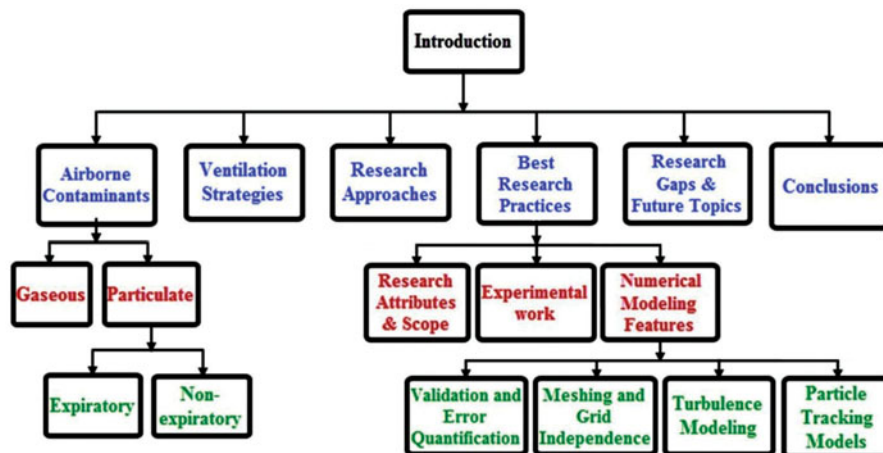 Introduction
Airborne
Contaminants
Ventilation
Strategies
Research
Approaches
Best
Research
Practices
Research
Gaps &
Future Topics
Conclusions
Gaseous
Particulate
Research
Attributes
& Scope
Experimental
work
Numerical
Modeling
Features
Expiratory
Non-
expiratory
Validation and
Error
Quantification
Meshing and
Grid
Independence
Turbulence
Modeling
Particle
Tracking
Models